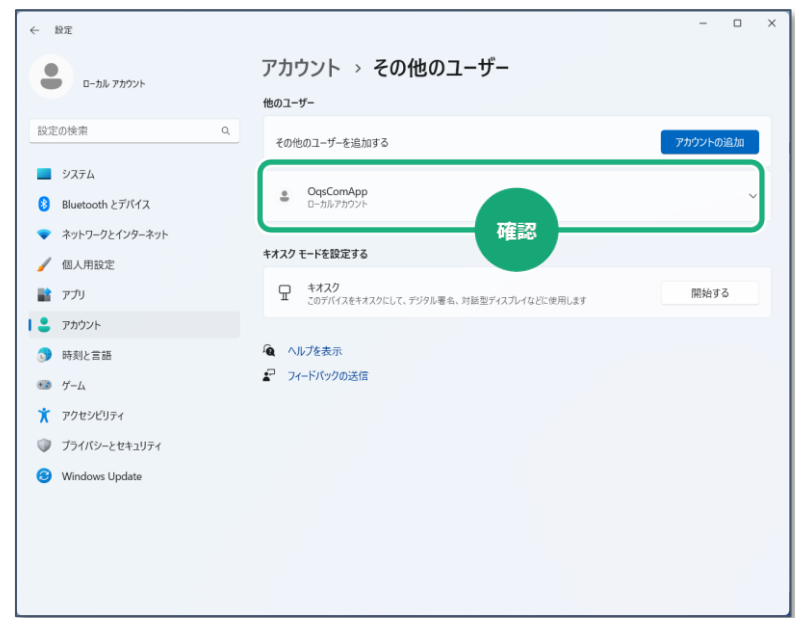 ← 設定
ローカル アカウント
設定の検索
システム
Bluetooth とデバイス
ネットワークとインターネット
個人用設定
アプリ
アカウント
時刻と言語
ゲーム
アクセシビリティ
プライバシーとセキュリティ
Windows Update
アカウント › その他のユーザー
他のユーザー
その他のユーザーを追加する
アカウントの追加
OqsComApp
ローカルアカウント
確認
キオスク モードを設定する
キオスク
このデバイスをキオスクにして、デジタル署名、対話型ディスプレイなどに使用します
開始する
ヘルプを表示
フィードバックの送信